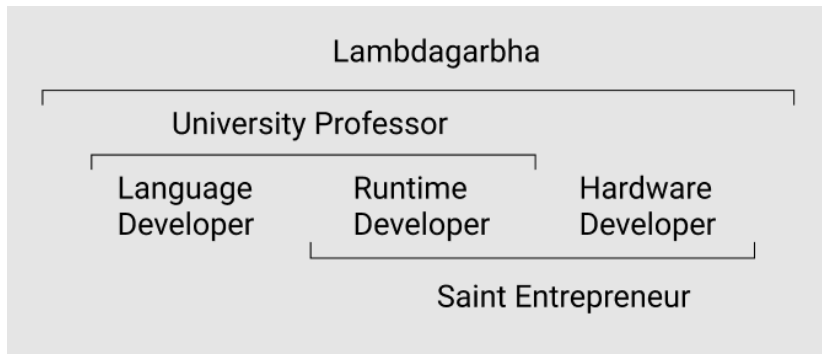 Lambdagarbha
University Professor
Language
Developer
Runtime
Developer
Hardware
Developer
Saint Entrepreneur